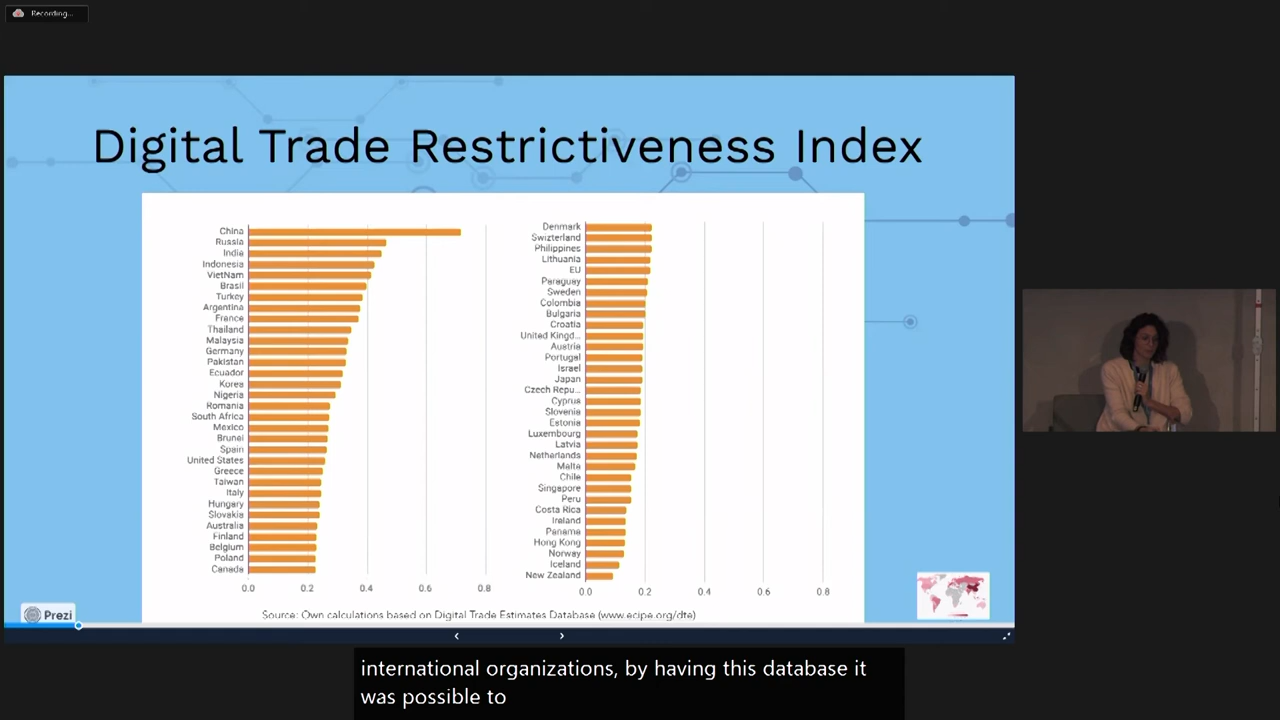 Recording...
Digital Trade Restrictiveness Index
China
Russia
India
Indonesia
VietNam
Brasil
Turkey
Argentina
France
Thailand
Malaysia
Germany
Pakistan
Ecuador
Korea
Nigeria
Romania
South Africa
Mexico
Brunei
Spain
United States
Greece
Taiwan
Italy
Hungary
Slovakia
Australia
Finland
Belgium
Poland
Canada
0.0 0.2 0.4 0.6 0.8
Denmark
Swizterland
Philippines
Lithuania
EU
Paraguay
Sweden
Colombia
Bulgaria
Croatia
United Kingd...
Austria
Portugal
Israel
Japan
Czech Repu...
Cyprus
Slovenia
Estonia
Luxembourg
Latvia
Netherlands
Malta
Chile
Singapore
Peru
Costa Rica
Ireland
Panama
Hong Kong
Norway
Iceland
New Zealand
0.0 0.2 0.4 0.6 0.8
Source: Own calculations based on Digital Trade Estimates Database (www.ecipe.org/dte)
Prezi
international organizations, by having this database it
was possible to